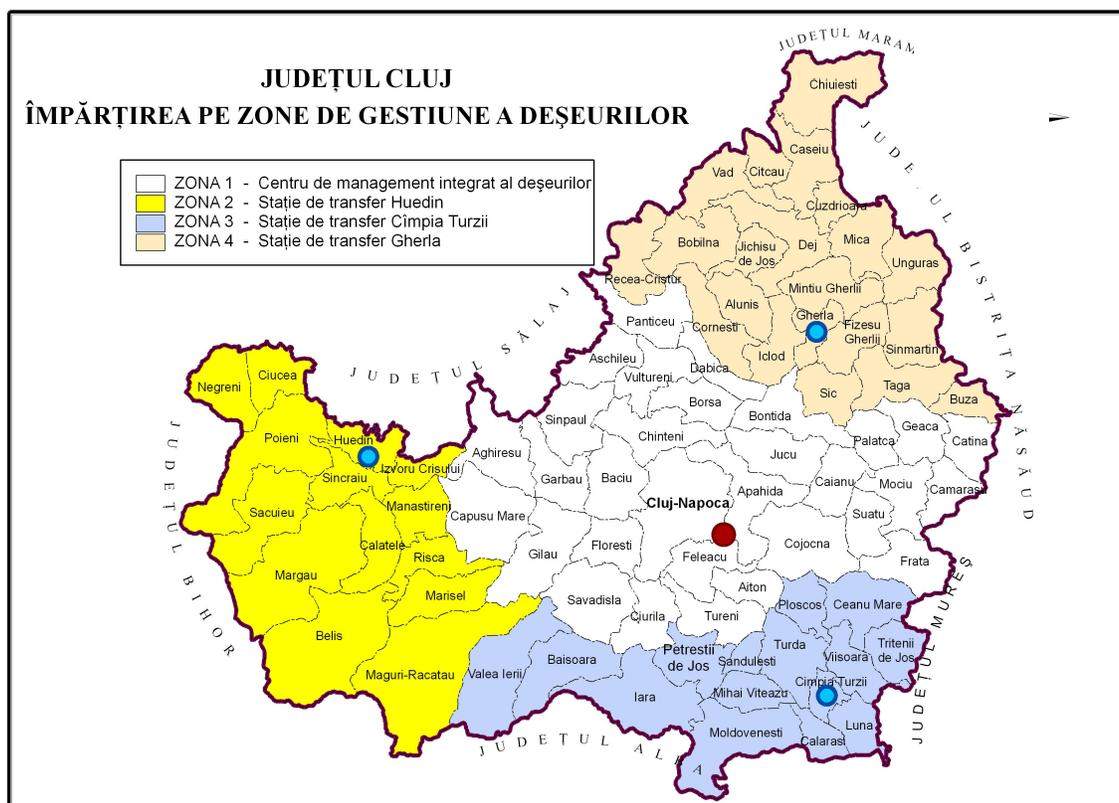 JUDEȚUL CLUJ
ÎMPĂRȚIREA PE ZONE DE GESTIUNE A DEŞEURILOR
ZONA 1 - Centru de management integrat al deşeurilor
ZONA 2 - Stație de transfer Huedin
ZONA 3 - Stație de transfer Cîmpia Turzii
ZONA 4 - Stație de transfer Gherla
JUDEȚUL MARAM
JUDEȚUL BISTRIȚA NĂSĂUD
JUDEȚUL SĂLAJ
JUDEȚUL BIHOR
JUDEȚUL ALBA
JUDEȚUL MUREȘ
Chiuiesti
Caseiu
Vad
Citcau
Cuzdrioara
Bobilna
Jichisu
de Jos
Dej
Mica
Unguras
Recea-Cristur
Mintiu Gherlii
Alunis
Panticeu
Cornesti
Gherla
Fizesu
Gherlii
Aschileu
Iclod
Sinmartin
Dabica
Vultureni
Negreni
Ciucea
Sic
Taga
Buza
Borsa
Bontida
Sinpaul
Geaca
Poieni
Huedin
Chinteni
Palatca
Catina
Aghiresu
Jucu
Izvoru Crisului
Sincraiu
Garbau
Baciu
Caianu
Mociu
Camarasu
Apahida
Cluj-Napoca
Manastireni
Sacuieu
Capusu Mare
Suatu
Calatele
Floresti
Cojocna
Gilau
Risca
Feleacu
Frata
Margau
Aiton
Marisel
Savadisla
Ploscos
Ceanu Mare
Ciurila
Tureni
Belis
Turda
Tritenii
de Jos
Petrestii
de Jos
Viisoara
Baisoara
Sandulesti
Maguri-Racatau
Valea Ierii
Cimpia Turzii
Iara
Mihai Viteazu
Luna
Moldovenesti
Calarasi